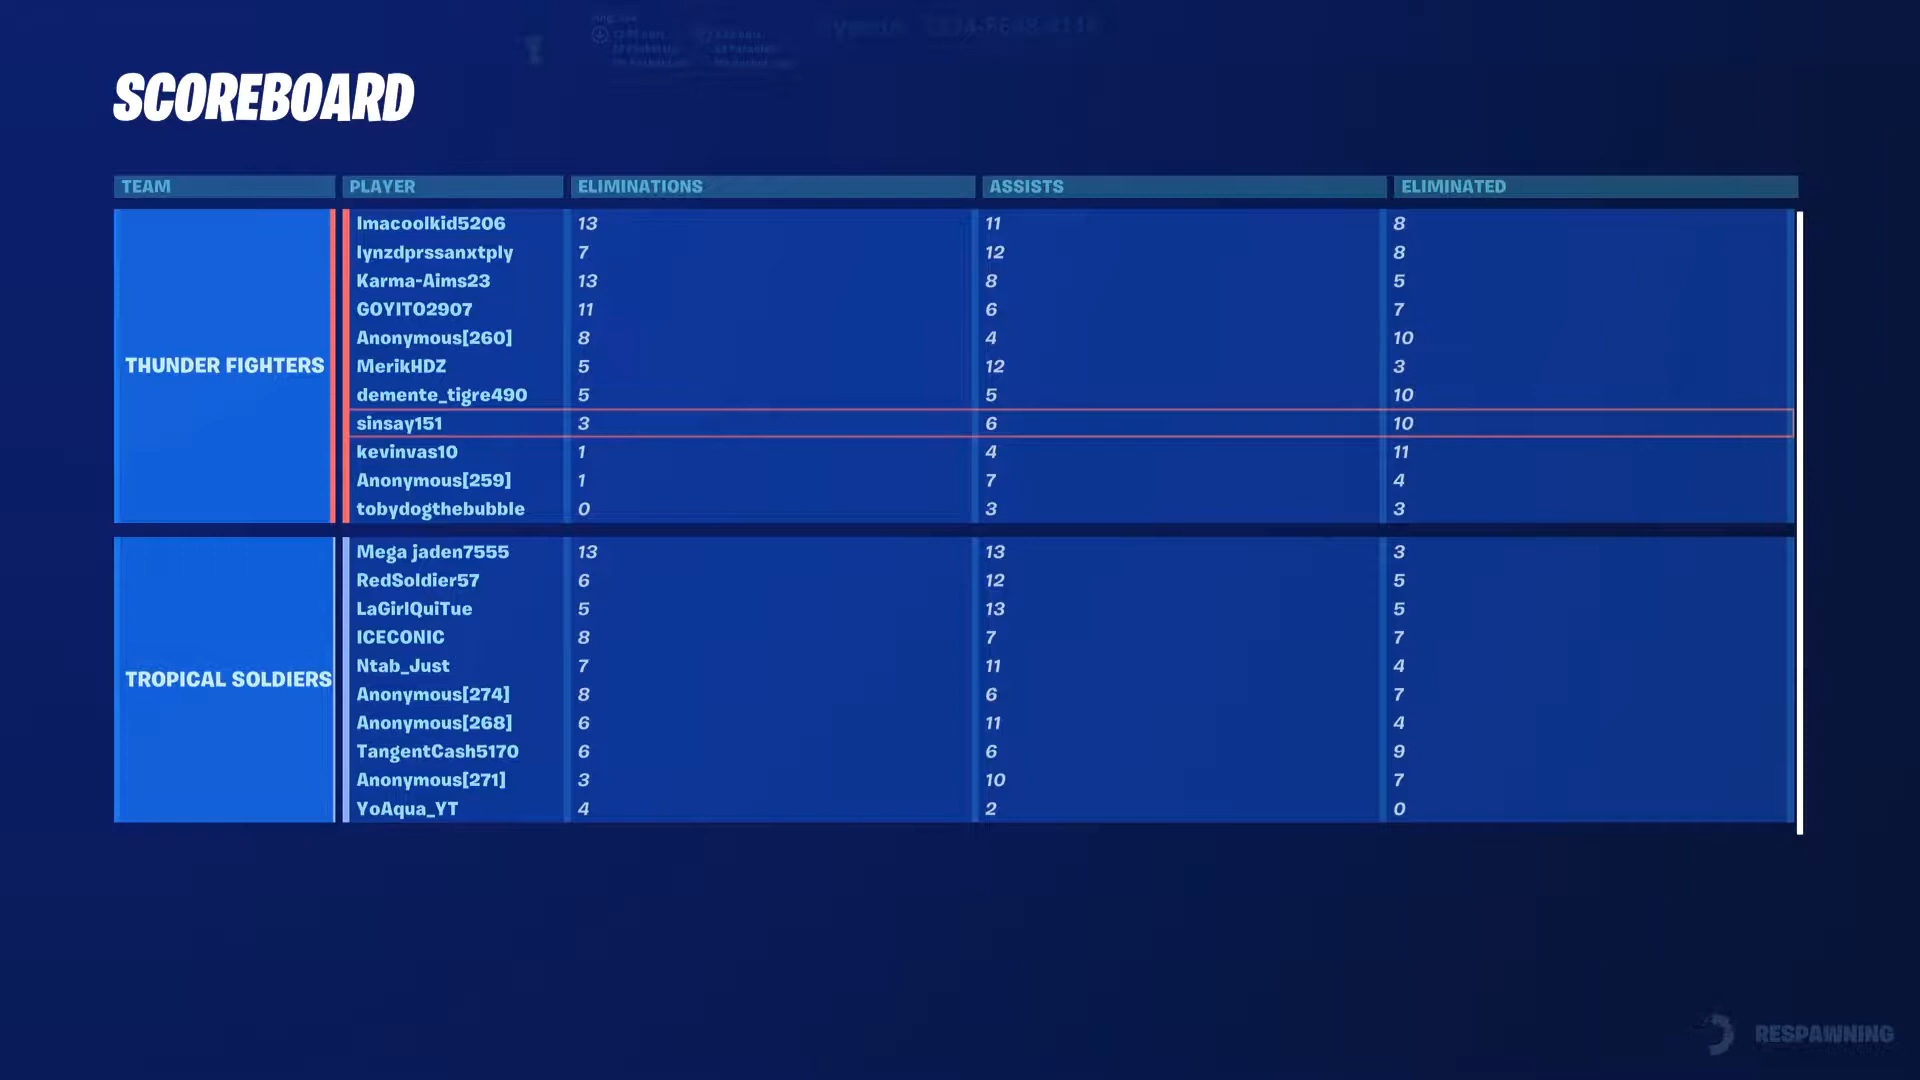 SCOREBOARD
TEAM PLAYER ELIMINATIONS ASSISTS ELIMINATED
THUNDER FIGHTERS
Imacoolkid5206 13 11 8
lynzdprssanxtply 7 12 8
Karma-Aims23 13 8 5
GOYITO2907 11 6 7
Anonymous[260] 8 4 10
MerikHDZ 5 12 3
demente_tigre490 5 5 10
sinsay151 3 6 10
kevinvas10 1 4 11
Anonymous[259] 1 7 4
tobydogthebubble 0 3 3
TROPICAL SOLDIERS
Mega jaden7555 13 13 3
RedSoldier57 6 12 5
LaGirlQuiTue 5 13 5
ICECONIC 8 7 7
Ntab_Just 7 11 4
Anonymous[274] 8 6 7
Anonymous[268] 6 11 4
TangentCash5170 6 6 9
Anonymous[271] 3 10 7
YoAqua_YT 4 2 0
RESPAWNING